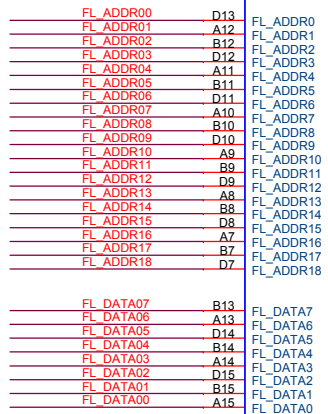 FL_ADDR00 D13 FL_ADDR0
FL_ADDR01 A12 FL_ADDR1
FL_ADDR02 B12 FL_ADDR2
FL_ADDR03 D12 FL_ADDR3
FL_ADDR04 A11 FL_ADDR4
FL_ADDR05 B11 FL_ADDR5
FL_ADDR06 D11 FL_ADDR6
FL_ADDR07 A10 FL_ADDR7
FL_ADDR08 B10 FL_ADDR8
FL_ADDR09 D10 FL_ADDR9
FL_ADDR10 A9 FL_ADDR10
FL_ADDR11 B9 FL_ADDR11
FL_ADDR12 D9 FL_ADDR12
FL_ADDR13 A8 FL_ADDR13
FL_ADDR14 B8 FL_ADDR14
FL_ADDR15 D8 FL_ADDR15
FL_ADDR16 A7 FL_ADDR16
FL_ADDR17 B7 FL_ADDR17
FL_ADDR18 D7 FL_ADDR18
FL_DATA07 B13 FL_DATA7
FL_DATA06 A13 FL_DATA6
FL_DATA05 D14 FL_DATA5
FL_DATA04 B14 FL_DATA4
FL_DATA03 A14 FL_DATA3
FL_DATA02 D15 FL_DATA2
FL_DATA01 B15 FL_DATA1
FL_DATA00 A15 FL_DATA0